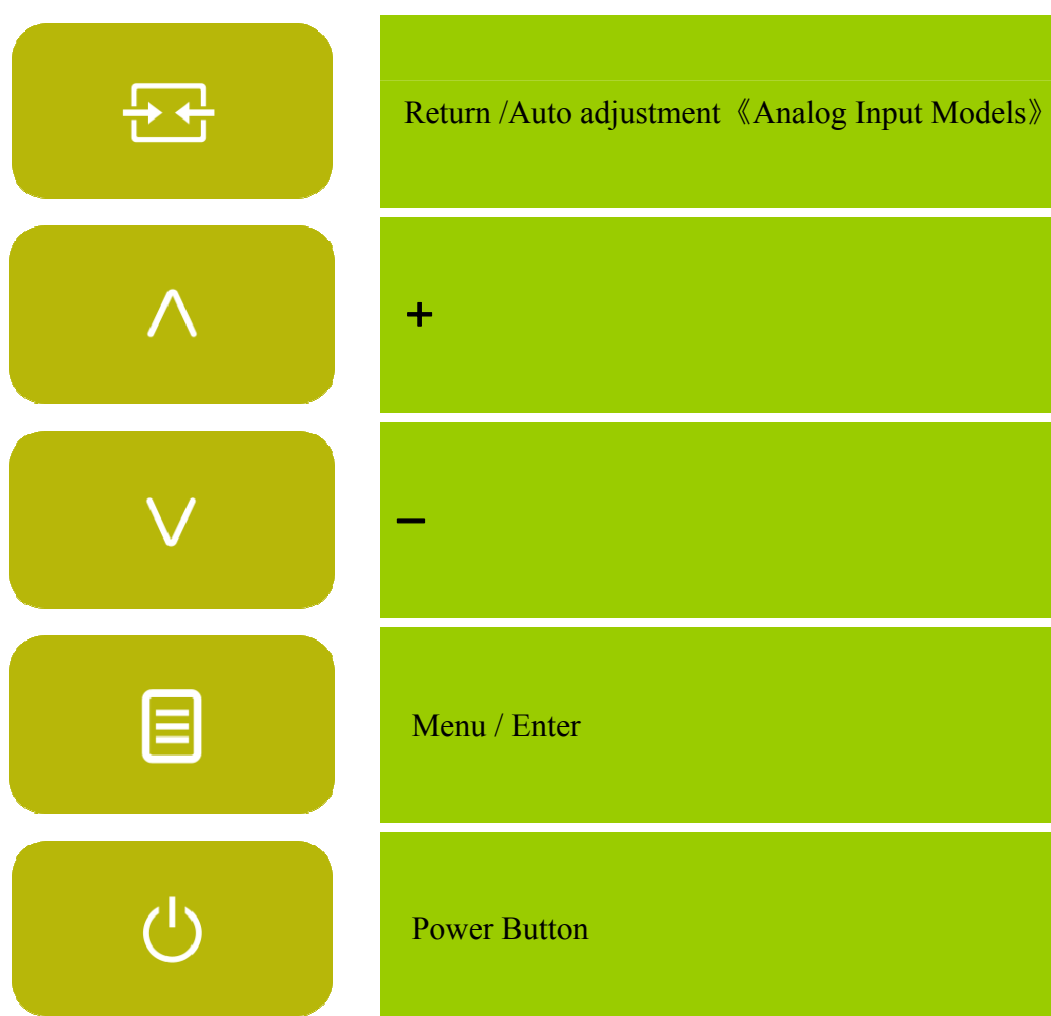 Return /Auto adjustment《Analog Input Models》
+
−
Menu / Enter
Power Button